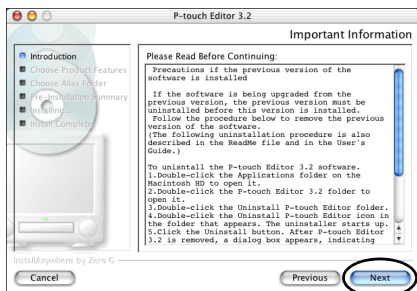 P-touch Editor 3.2
Important Information
Introduction
Choose Product Features
Choose Alias Folder
Pre-Installation Summary
Installing...
Install Complete
Please Read Before Continuing:
Precautions if the previous version of the
software is installed
If the software is being upgraded from the
previous version, the previous version must be
uninstalled before this version is installed.
Follow the procedure below to remove the previous
version of the software.
(The following uninstallation procedure is also
described in the ReadMe file and in the User's
Guide.)
To uninstall the P-touch Editor 3.2 software.
1.Double-click the Applications folder on the
Macintosh HD to open it.
2.Double-click the P-touch Editor 3.2 folder to
open it.
3.Double-click the Uninstall P-touch Editor folder.
4.Double-click the Uninstall P-touch Editor icon in
the folder that appears. The uninstaller starts up.
5.Click the Uninstall button. After P-touch Editor
3.2 is removed, a dialog box appears, indicating
InstallAnywhere by Zero G
Cancel
Previous
Next